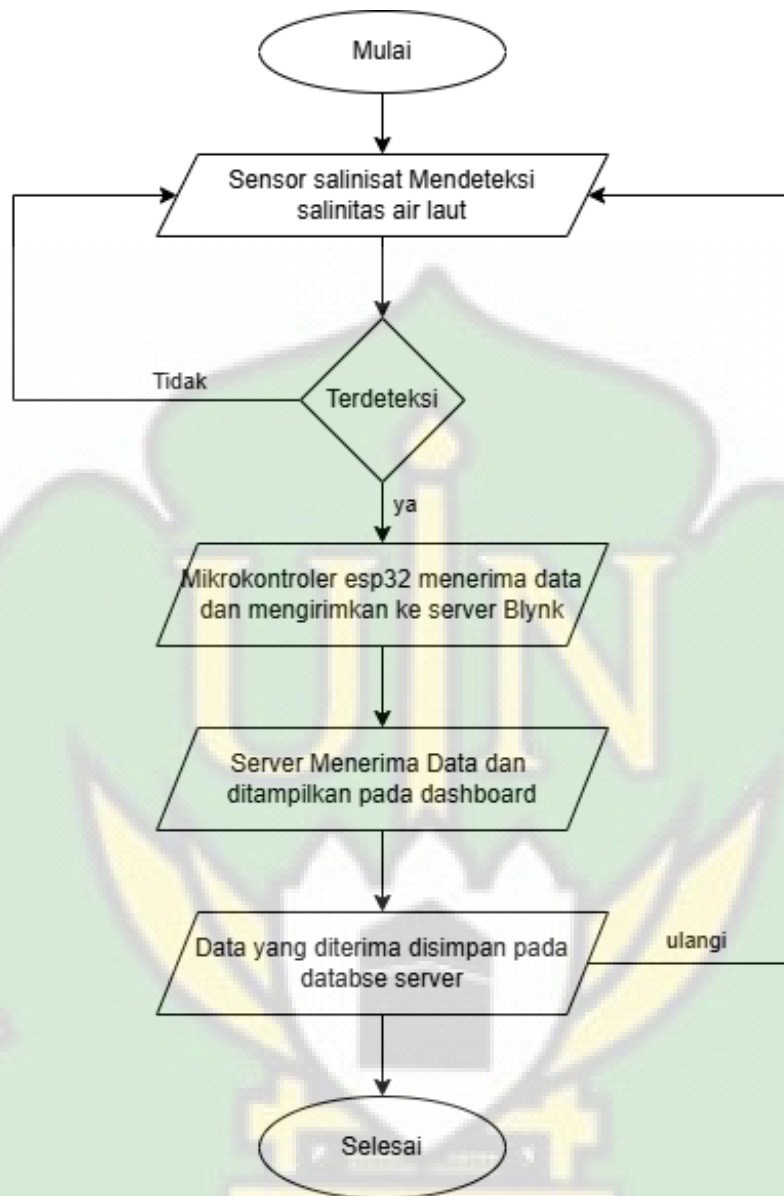 Mulai
Sensor salinisat Mendeteksi
salinitas air laut
Tidak
Terdeteksi
ya
Mikrokontroler esp32 menerima data
dan mengirimkan ke server Blynk
UIN
Server Menerima Data dan
ditampilkan pada dashboard
Data yang diterima disimpan pada
databse server
ulangi
Selesai